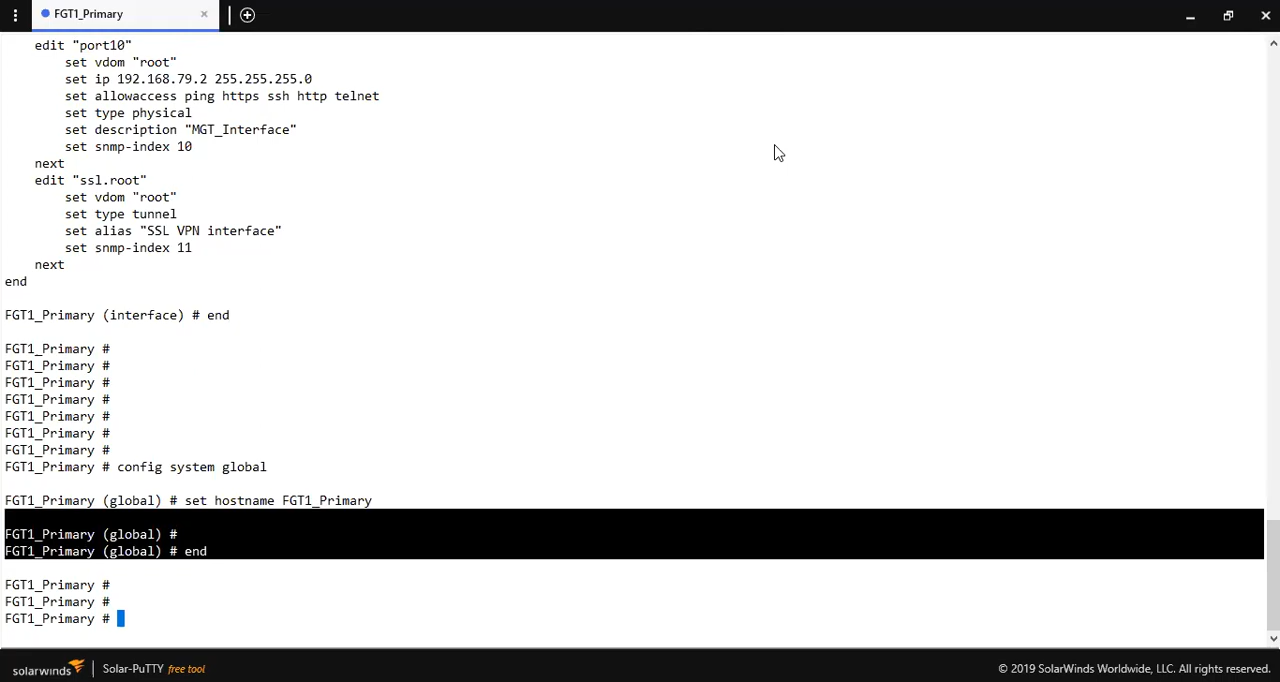 FGT1_Primary
edit "port10"
set vdom "root"
set ip 192.168.79.2 255.255.255.0
set allowaccess ping https ssh http telnet
set type physical
set description "MGT_Interface"
set snmp-index 10
next
edit "ssl.root"
set vdom "root"
set type tunnel
set alias "SSL VPN interface"
set snmp-index 11
next
end
FGT1_Primary (interface) # end
FGT1_Primary #
FGT1_Primary #
FGT1_Primary #
FGT1_Primary #
FGT1_Primary #
FGT1_Primary #
FGT1_Primary #
FGT1_Primary # config system global
FGT1_Primary (global) # set hostname FGT1_Primary
FGT1_Primary (global) #
FGT1_Primary (global) # end
FGT1_Primary #
FGT1_Primary #
FGT1_Primary #
solarwinds Solar-PuTTY free tool © 2019 SolarWinds Worldwide, LLC. All rights reserved.